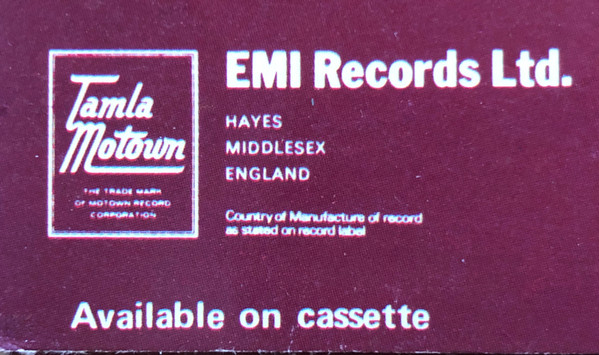 Tamla
Motown
THE TRADE MARK
OF MOTOWN RECORD
CORPORATION
EMI Records Ltd.
HAYES
MIDDLESEX
ENGLAND
Country of Manufacture of record
as stated on record label
Available on cassette